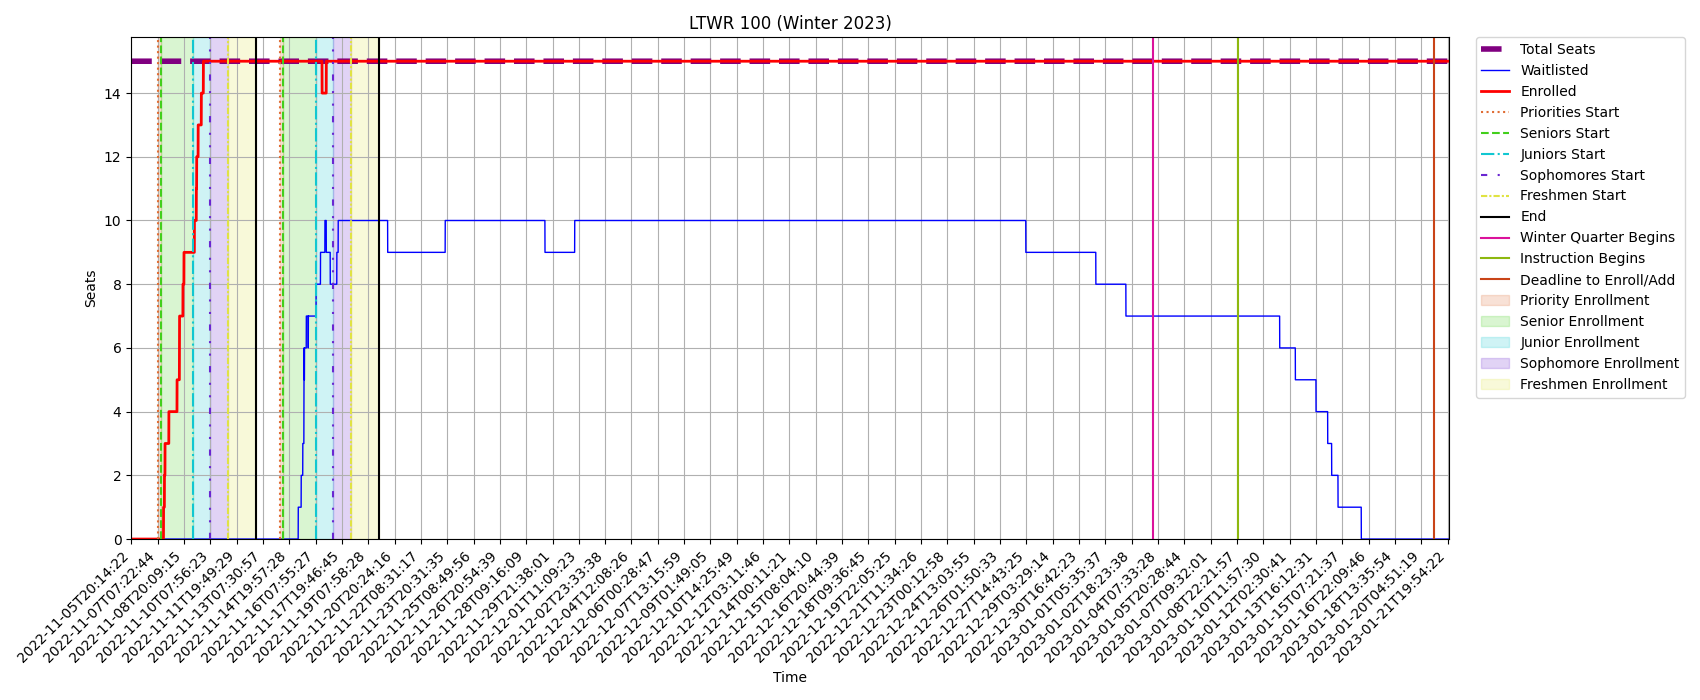 LTWR 100 (Winter 2023)
Total Seats
Waitlisted
Enrolled
Priorities Start
Seniors Start
Juniors Start
Sophomores Start
Freshmen Start
End
Winter Quarter Begins
Instruction Begins
Deadline to Enroll/Add
Priority Enrollment
Senior Enrollment
Junior Enrollment
Sophomore Enrollment
Freshmen Enrollment
Seats
14
12
10
8
6
4
2
0
2022-11-05T20:14:22
2022-11-07T07:22:44
2022-11-08T20:09:15
2022-11-10T07:56:23
2022-11-11T19:49:29
2022-11-13T07:30:57
2022-11-14T19:57:28
2022-11-16T07:55:27
2022-11-17T19:46:45
2022-11-19T07:58:28
2022-11-20T20:24:16
2022-11-22T08:31:17
2022-11-23T20:31:35
2022-11-25T08:49:56
2022-11-26T20:54:39
2022-11-28T09:16:09
2022-11-29T21:38:01
2022-12-01T11:09:23
2022-12-02T23:33:38
2022-12-04T12:08:26
2022-12-06T00:28:47
2022-12-07T13:15:59
2022-12-09T01:49:05
2022-12-10T14:25:49
2022-12-12T03:11:46
2022-12-14T00:11:21
2022-12-15T08:04:10
2022-12-16T20:44:39
2022-12-18T09:36:45
2022-12-19T22:05:25
2022-12-21T11:34:26
2022-12-23T00:12:58
2022-12-24T13:03:55
2022-12-26T01:50:33
2022-12-27T14:43:25
2022-12-29T03:29:14
2022-12-30T16:42:23
2023-01-01T05:35:37
2023-01-02T18:23:38
2023-01-04T07:33:28
2023-01-05T20:28:44
2023-01-07T09:32:01
2023-01-08T22:21:57
2023-01-10T11:57:30
2023-01-12T02:30:41
2023-01-13T16:12:31
2023-01-15T07:21:37
2023-01-16T22:09:46
2023-01-18T13:35:54
2023-01-20T04:51:19
2023-01-21T19:54:22
Time